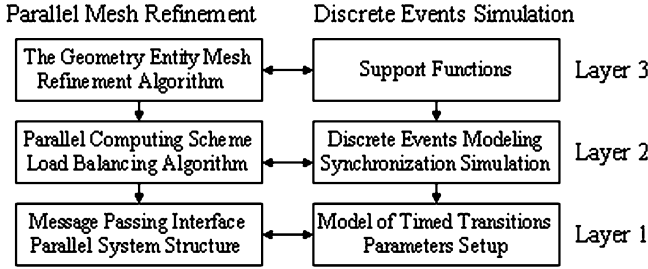 Parallel Mesh Refinement
Discrete Events Simulation
The Geometry Entity Mesh
Refinement Algorithm
Support Functions
Layer 3
Parallel Computing Scheme
Load Balancing Algorithm
Discrete Events Modeling
Synchronization Simulation
Layer 2
Message Passing Interface
Parallel System Structure
Model of Timed Transitions
Parameters Setup
Layer 1